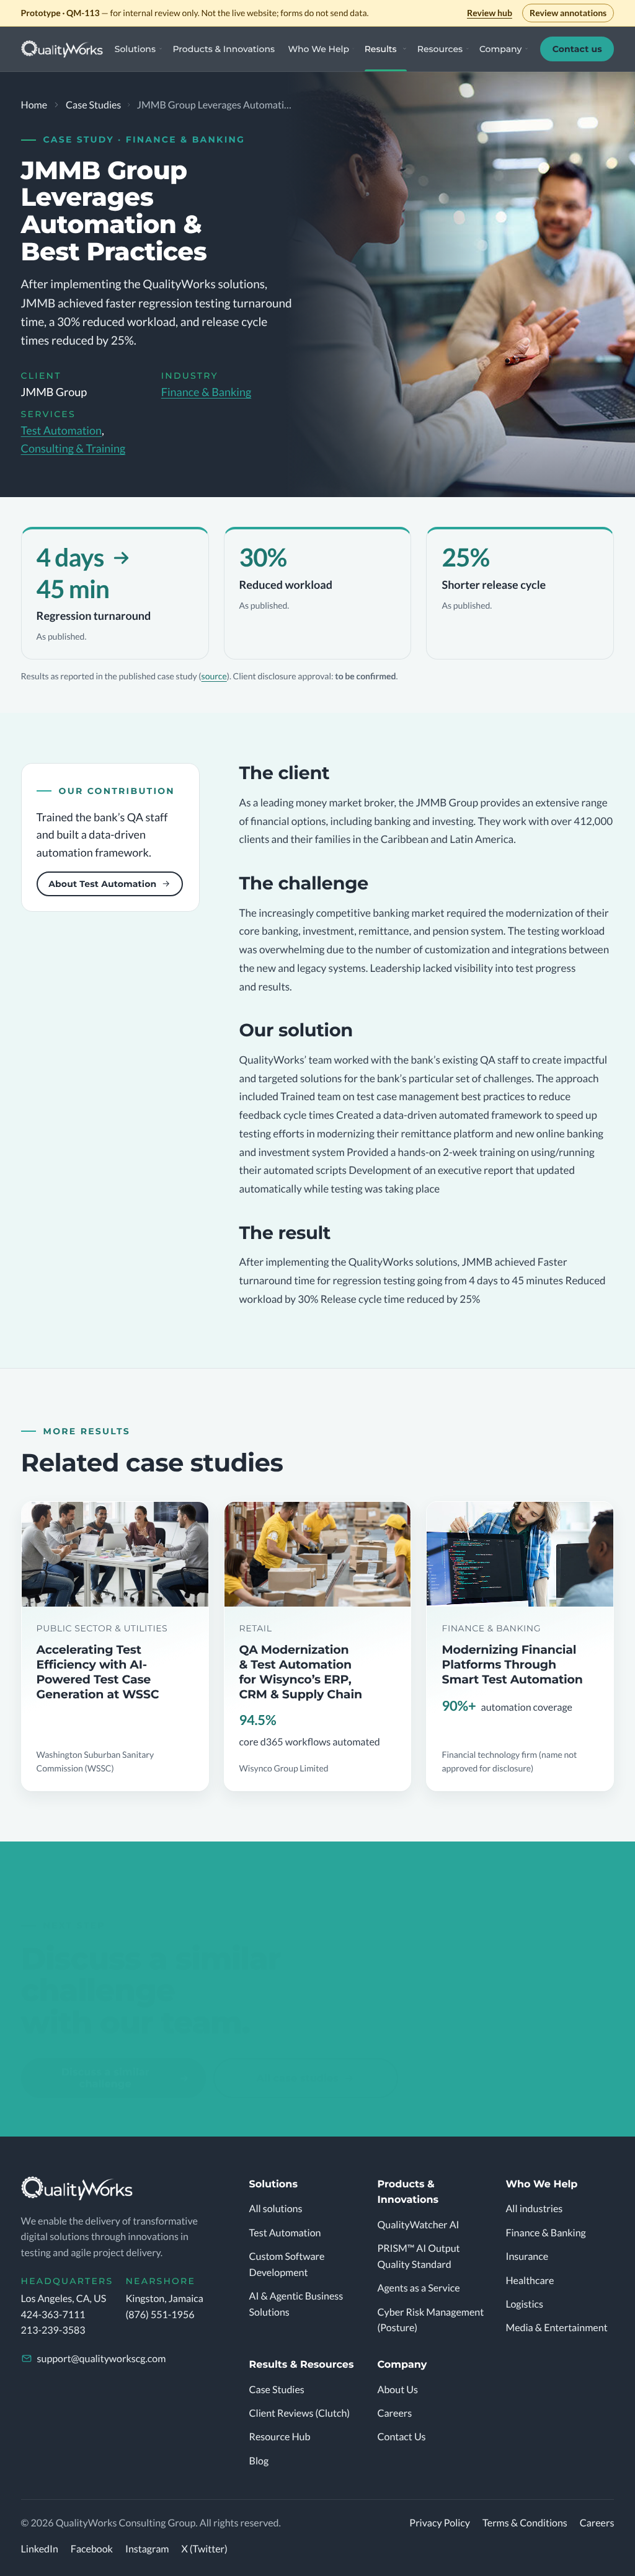 Prototype · QM-113 — for internal review only. Not the live website; forms do not send data.
Review hub
Review annotations
QualityWorks
Solutions
Products & Innovations
Who We Help
Results
Resources
Company
Contact us
Home
Case Studies
JMMB Group Leverages Automati…
CASE STUDY · FINANCE & BANKING
JMMB Group
Leverages
Automation &
Best Practices
After implementing the QualityWorks solutions,
JMMB achieved faster regression testing turnaround
time, a 30% reduced workload, and release cycle
times reduced by 25%.
CLIENT
JMMB Group
INDUSTRY
Finance & Banking
SERVICES
Test Automation,
Consulting & Training
4 days →
45 min
Regression turnaround
As published.
30%
Reduced workload
As published.
25%
Shorter release cycle
As published.
Results as reported in the published case study (source). Client disclosure approval: to be confirmed.
OUR CONTRIBUTION
Trained the bank’s QA staff
and built a data-driven
automation framework.
About Test Automation →
The client
As a leading money market broker, the JMMB Group provides an extensive range
of financial options, including banking and investing. They work with over 412,000
clients and their families in the Caribbean and Latin America.
The challenge
The increasingly competitive banking market required the modernization of their
core banking, investment, remittance, and pension system. The testing workload
was overwhelming due to the number of customization and integrations between
the new and legacy systems. Leadership lacked visibility into test progress
and results.
Our solution
QualityWorks’ team worked with the bank’s existing QA staff to create impactful
and targeted solutions for the bank’s particular set of challenges. The approach
included Trained team on test case management best practices to reduce
feedback cycle times Created a data-driven automated framework to speed up
testing efforts in modernizing their remittance platform and new online banking
and investment system Provided a hands-on 2-week training on using/running
their automated scripts Development of an executive report that updated
automatically while testing was taking place
The result
After implementing the QualityWorks solutions, JMMB achieved Faster
turnaround time for regression testing going from 4 days to 45 minutes Reduced
workload by 30% Release cycle time reduced by 25%
MORE RESULTS
Related case studies
PUBLIC SECTOR & UTILITIES
Accelerating Test
Efficiency with AI-
Powered Test Case
Generation at WSSC
Washington Suburban Sanitary
Commission (WSSC)
RETAIL
QA Modernization
& Test Automation
for Wisynco’s ERP,
CRM & Supply Chain
94.5%
core d365 workflows automated
Wisynco Group Limited
FINANCE & BANKING
Modernizing Financial
Platforms Through
Smart Test Automation
90%+ automation coverage
Financial technology firm (name not
approved for disclosure)
Discuss a similar
challenge
with our team.
QualityWorks
We enable the delivery of transformative
digital solutions through innovations in
testing and agile project delivery.
HEADQUARTERS
Los Angeles, CA, US
424-363-7111
213-239-3583
NEARSHORE
Kingston, Jamaica
(876) 551-1956
support@qualityworkscg.com
Solutions
All solutions
Test Automation
Custom Software
Development
AI & Agentic Business
Solutions
Products &
Innovations
QualityWatcher AI
PRISM™ AI Output
Quality Standard
Agents as a Service
Cyber Risk Management
(Posture)
Who We Help
All industries
Finance & Banking
Insurance
Healthcare
Logistics
Media & Entertainment
Results & Resources
Case Studies
Client Reviews (Clutch)
Resource Hub
Blog
Company
About Us
Careers
Contact Us
© 2026 QualityWorks Consulting Group. All rights reserved.
Privacy Policy
Terms & Conditions
Careers
LinkedIn
Facebook
Instagram
X (Twitter)